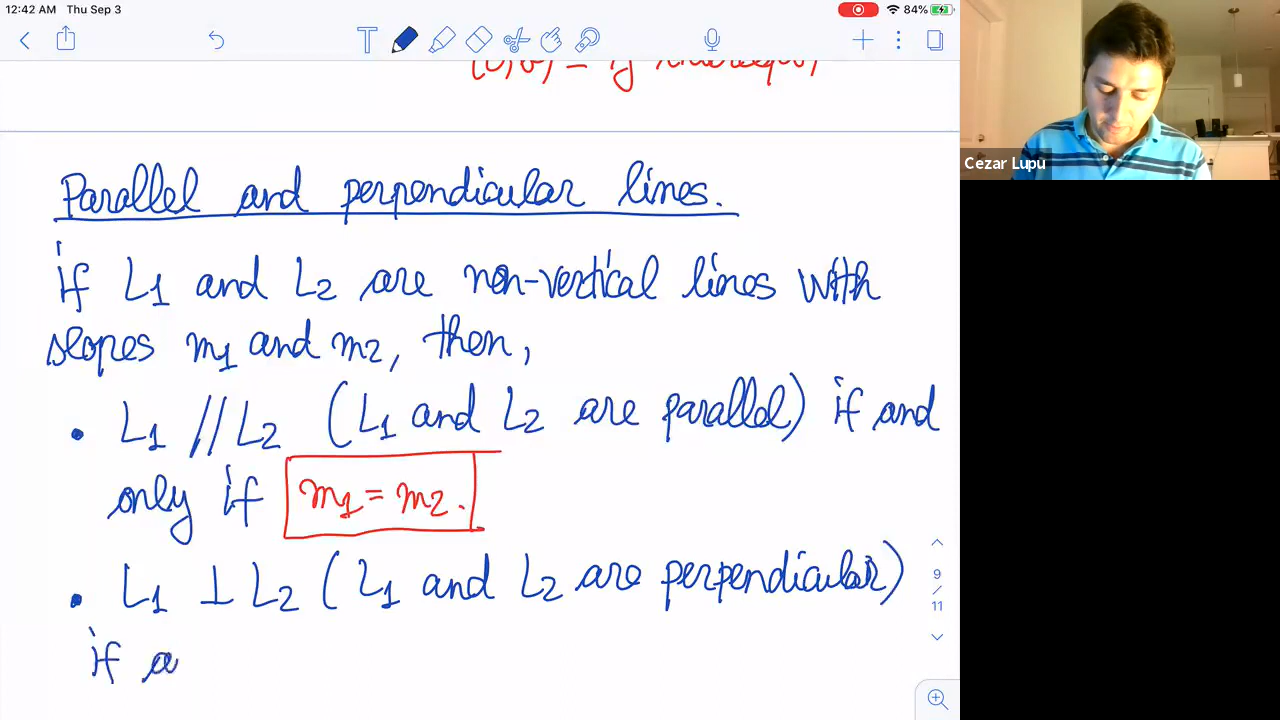 12:42 AM Thu Sep 3
84%
Parallel and perpendicular lines.
if L1 and L2 are non-vertical lines with
slopes m1 and m2, then,
• L1 // L2 (L1 and L2 are parallel) if and
only if m1 = m2.
• L1 ⊥ L2 (L1 and L2 are perpendicular)
if a
9
/
11
Cezar Lupu